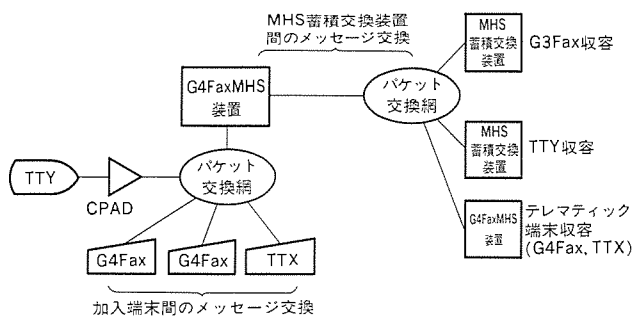 MHS蓄積交換装置
間のメッセージ交換
MHS
蓄積交換
装置
G3Fax収容
G4FaxMHS
装置
パケット
交換網
MHS
蓄積交換
装置
TTY収容
TTY
CPAD
パケット
交換網
G4FaxMHS
装置
テレマティック
端末収容
(G4Fax, TTX)
G4Fax
G4Fax
TTX
加入端末間のメッセージ交換